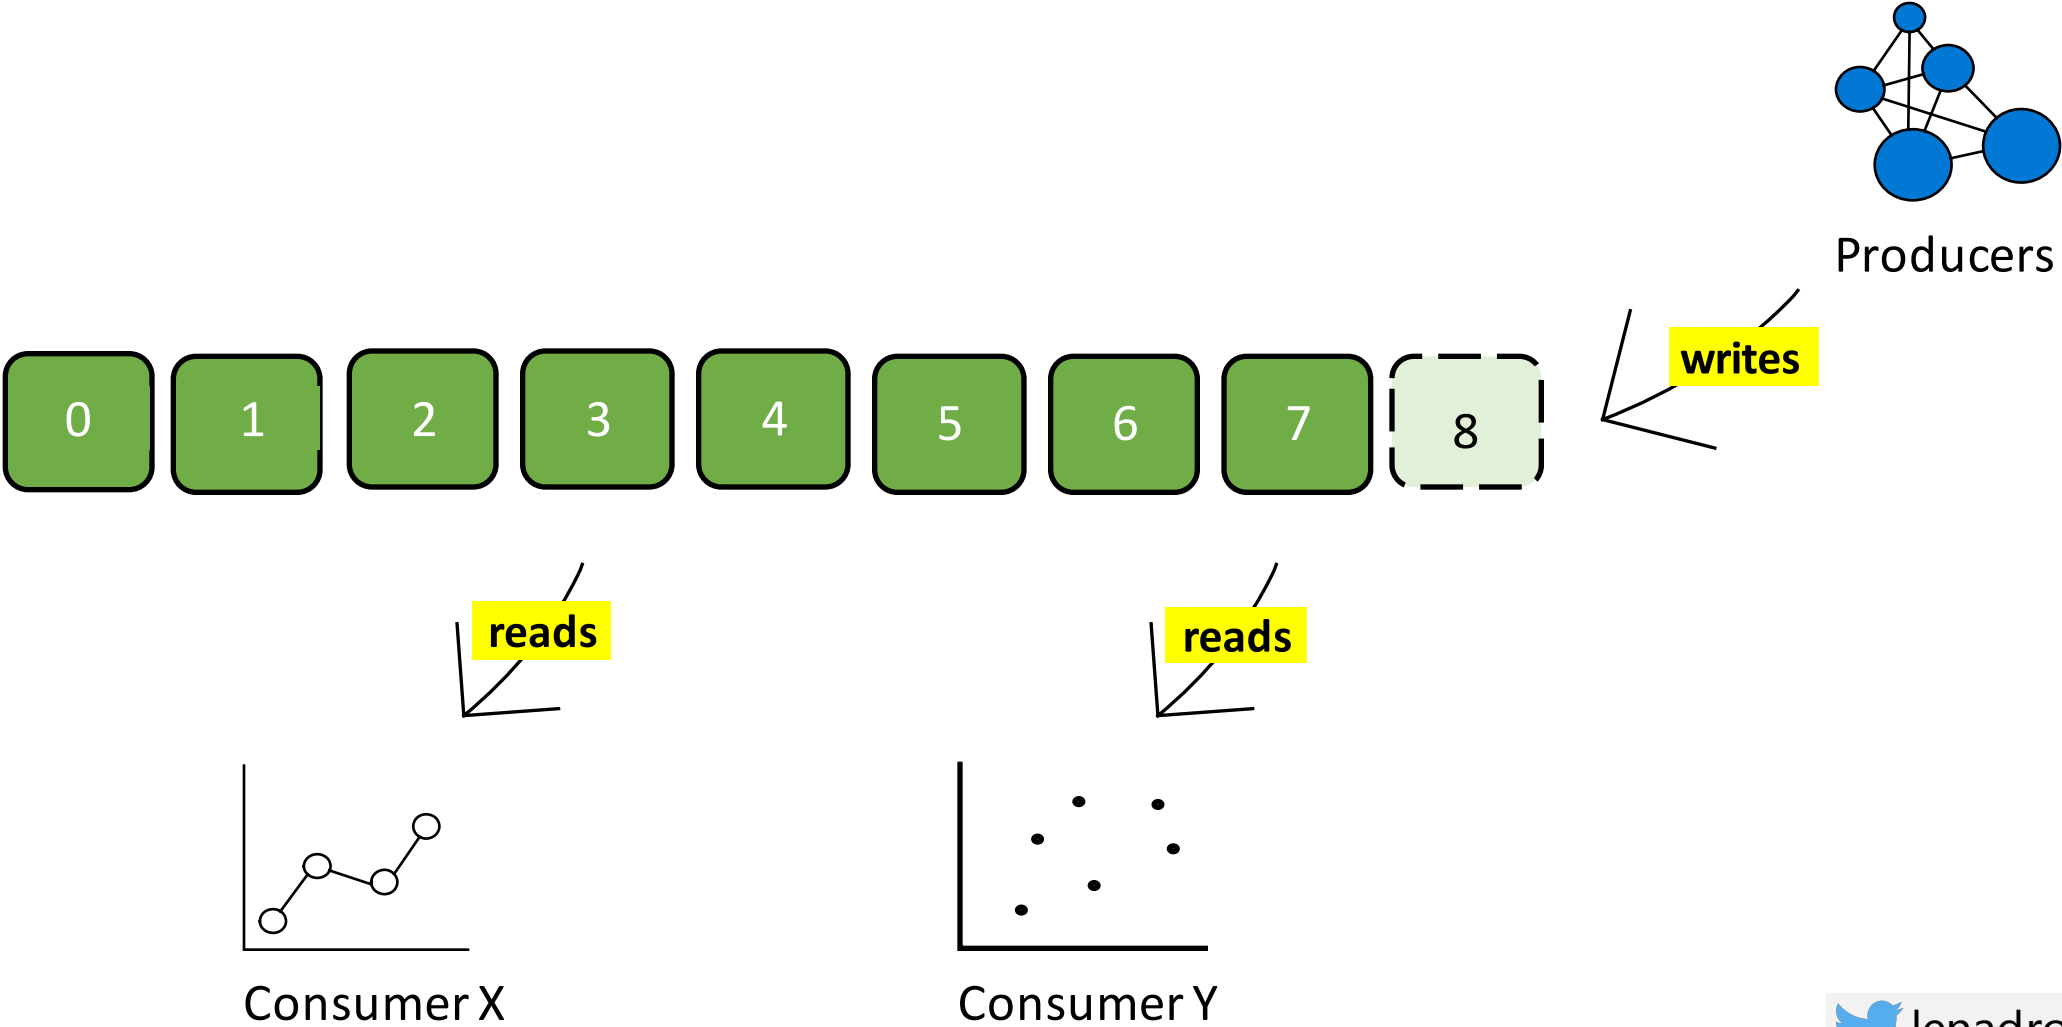 Producers
writes
0 1 2 3 4 5 6 7 8
reads reads
Consumer X Consumer Y